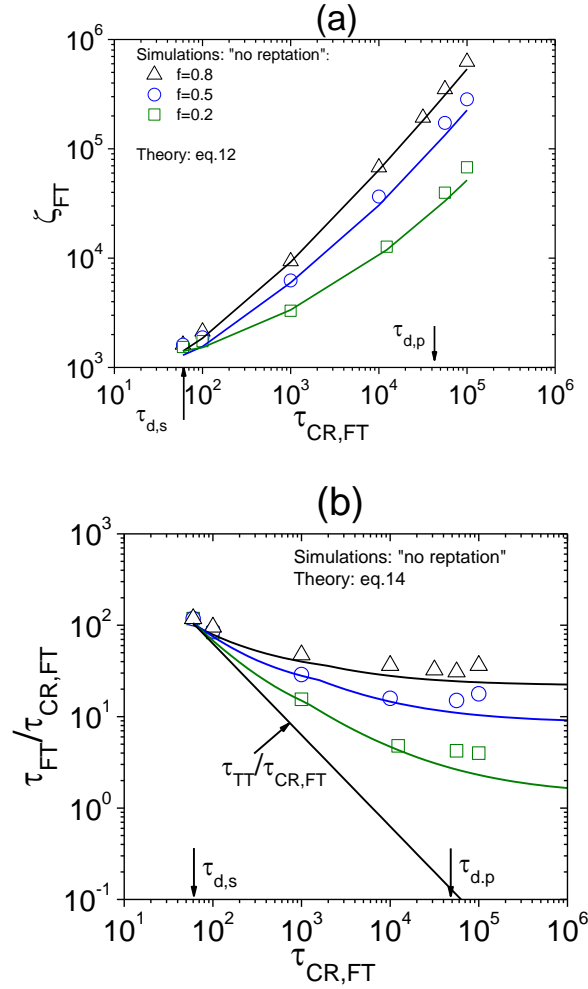 (a)
Simulations: "no reptation":
f=0.8
f=0.5
f=0.2
Theory: eq.12
10^6
10^5
10^4
10^3
ζ_FT
τ_d,p
10^1 10^2 10^3 10^4 10^5 10^6
τ_d,s
τ_CR,FT
(b)
Simulations: "no reptation"
Theory: eq.14
10^3
10^2
10^1
10^0
10^-1
τ_FT/τ_CR,FT
τ_TT/τ_CR,FT
τ_d,s
τ_d.p
10^1 10^2 10^3 10^4 10^5 10^6
τ_CR,FT